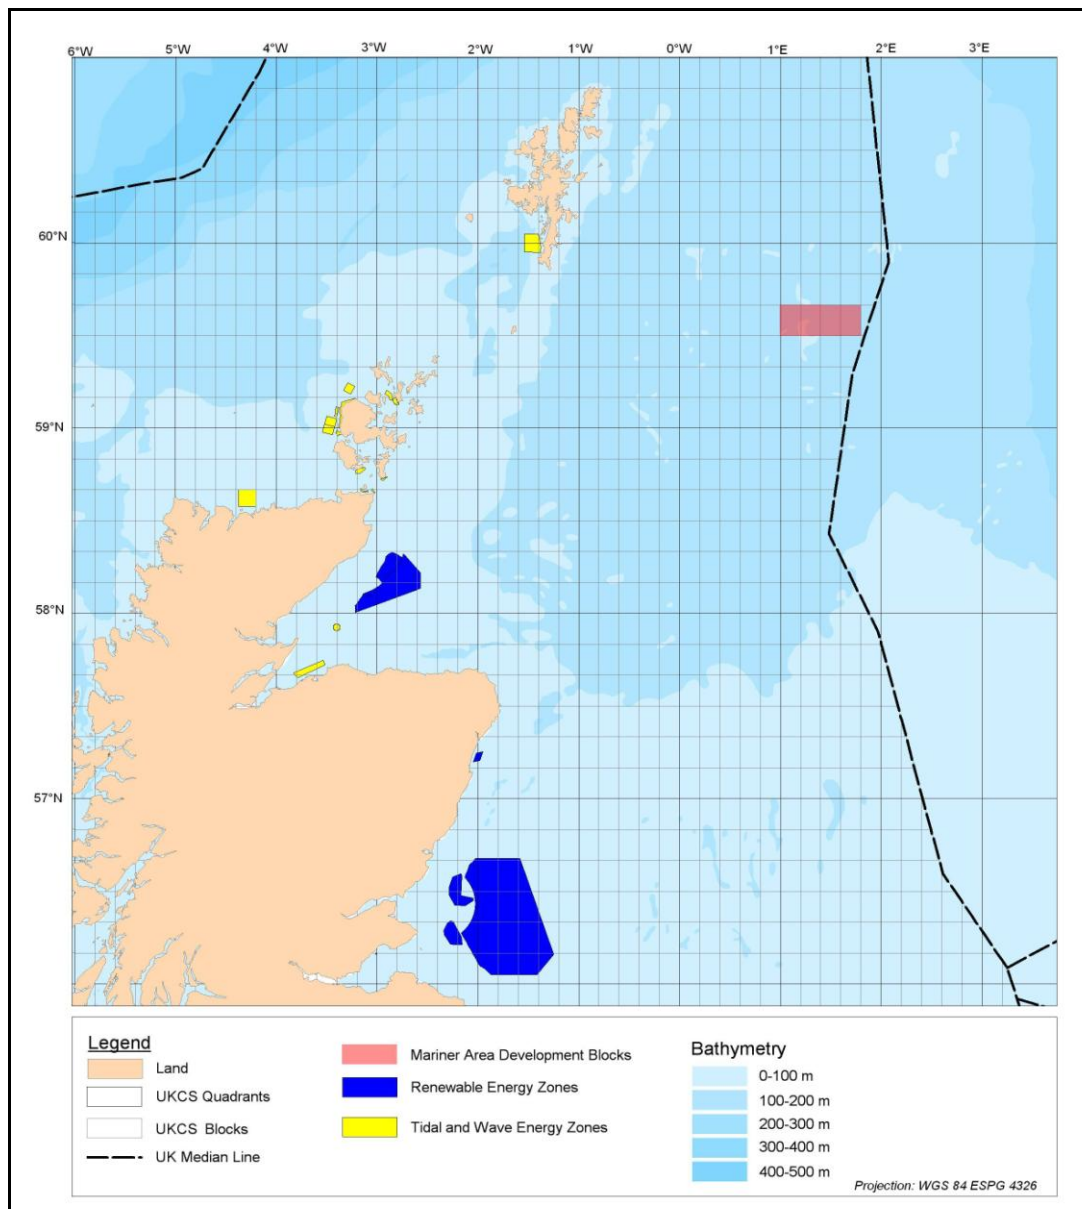 6°W 5°W 4°W 3°W 2°W 1°W 0°W 1°E 2°E 3°E
60°N
59°N
58°N
57°N
Legend
Land
UKCS Quadrants
UKCS Blocks
UK Median Line
Mariner Area Development Blocks
Renewable Energy Zones
Tidal and Wave Energy Zones
Bathymetry
0-100 m
100-200 m
200-300 m
300-400 m
400-500 m
Projection: WGS 84 ESPG 4326